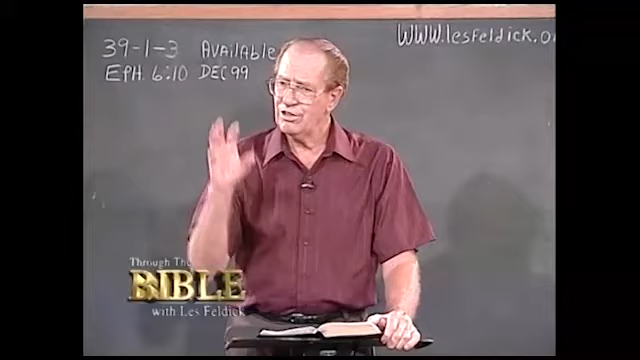 39-1-3 Available
EPH. 6:10 DEC 99
WWW.lesfeldick.o
Through The
BIBLE
with Les Feldick